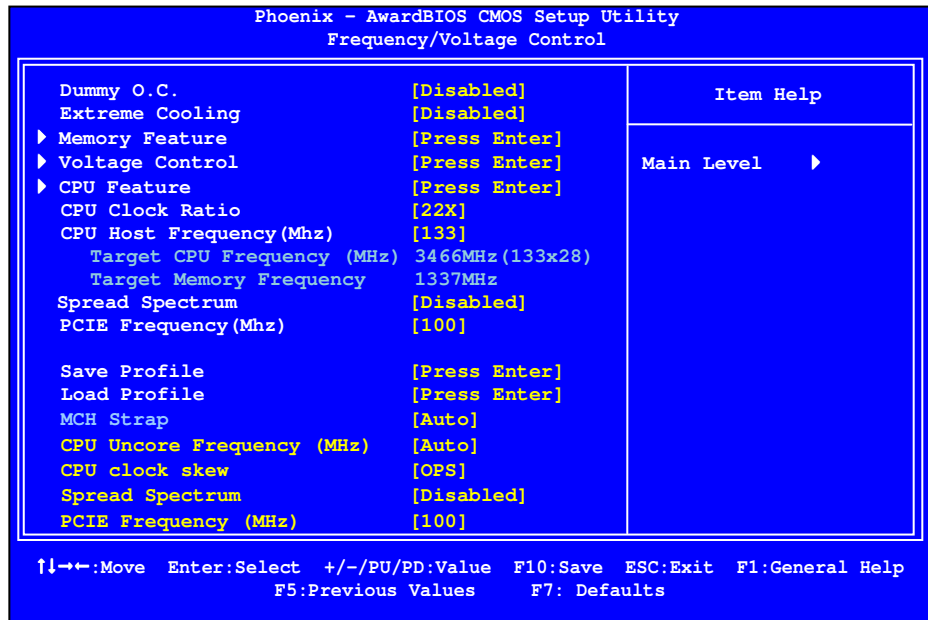 Phoenix – AwardBIOS CMOS Setup Utility
Frequency/Voltage Control
Dummy O.C. [Disabled]
Extreme Cooling [Disabled]
Memory Feature [Press Enter]
Voltage Control [Press Enter]
CPU Feature [Press Enter]
CPU Clock Ratio [22X]
CPU Host Frequency(Mhz) [133]
Target CPU Frequency (MHz) 3466MHz(133x28)
Target Memory Frequency 1337MHz
Spread Spectrum [Disabled]
PCIE Frequency(Mhz) [100]
Save Profile [Press Enter]
Load Profile [Press Enter]
MCH Strap [Auto]
CPU Uncore Frequency (MHz) [Auto]
CPU clock skew [OPS]
Spread Spectrum [Disabled]
PCIE Frequency (MHz) [100]
Item Help
Main Level
↑↓→←:Move Enter:Select +/-/PU/PD:Value F10:Save ESC:Exit F1:General Help
F5:Previous Values F7: Defaults